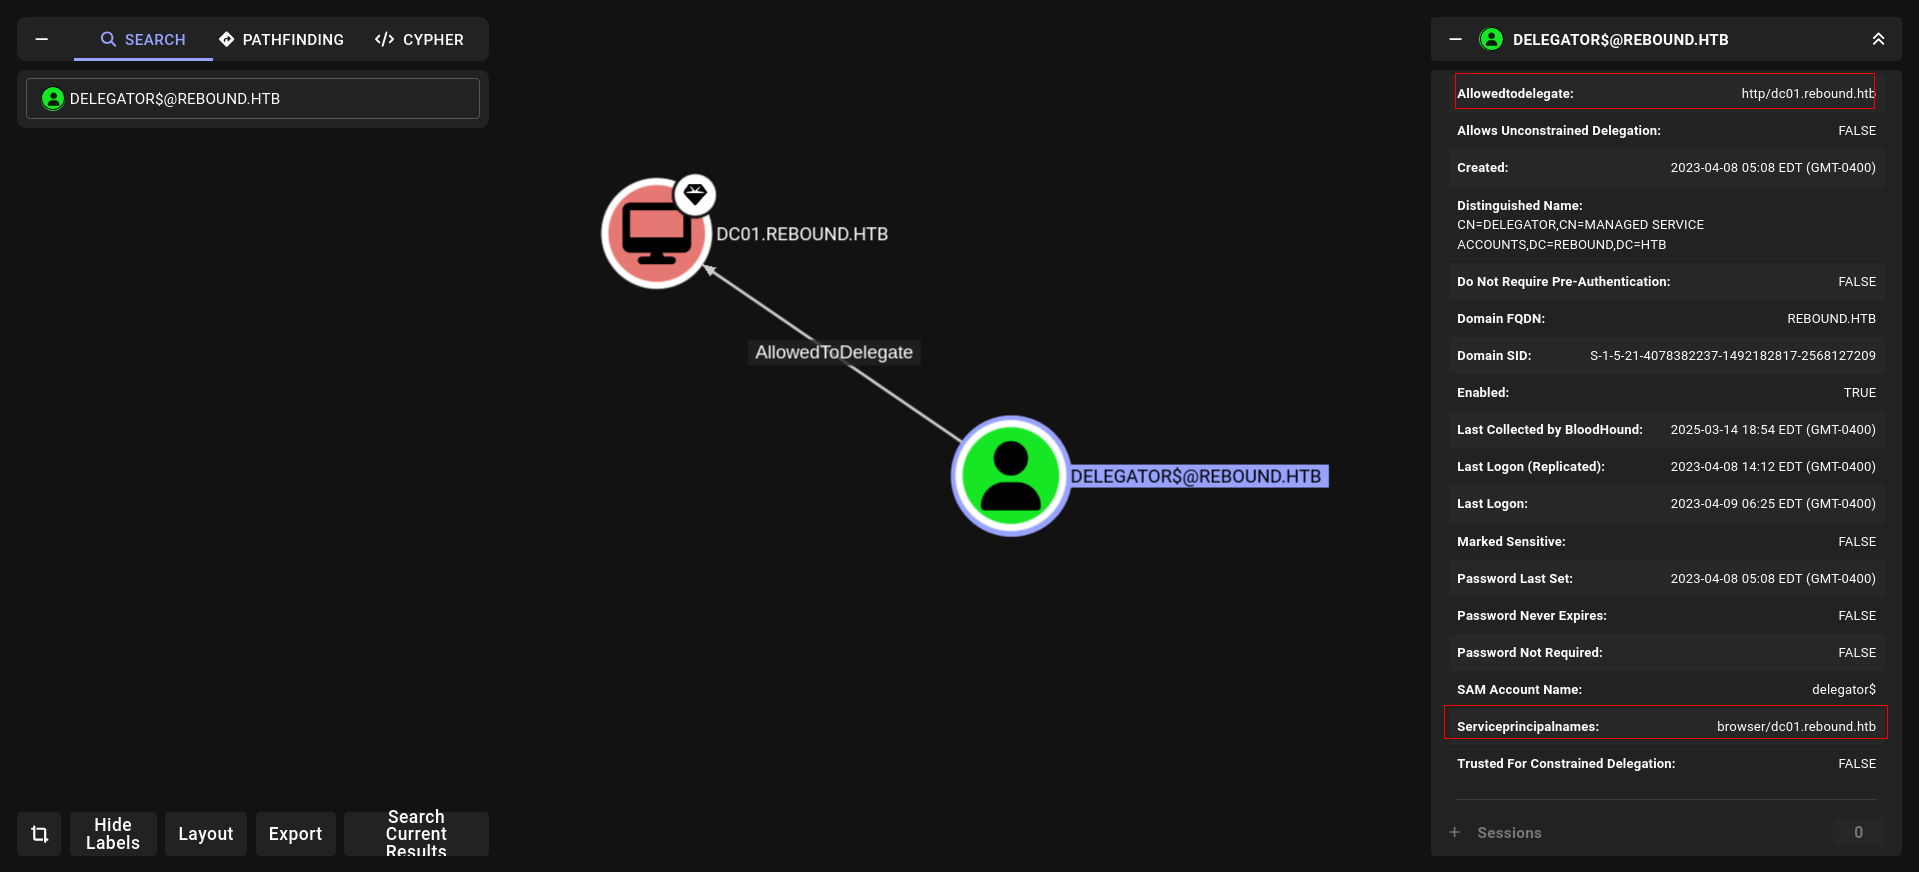 SEARCH
PATHFINDING
CYPHER
DELEGATOR$@REBOUND.HTB
DC01.REBOUND.HTB
AllowedToDelegate
DELEGATOR$@REBOUND.HTB
Hide Labels
Layout
Export
Search Current Results
DELEGATOR$@REBOUND.HTB
Allowedtodelegate: http/dc01.rebound.htb
Allows Unconstrained Delegation: FALSE
Created: 2023-04-08 05:08 EDT (GMT-0400)
Distinguished Name:
CN=DELEGATOR,CN=MANAGED SERVICE
ACCOUNTS,DC=REBOUND,DC=HTB
Do Not Require Pre-Authentication: FALSE
Domain FQDN: REBOUND.HTB
Domain SID: S-1-5-21-4078382237-1492182817-2568127209
Enabled: TRUE
Last Collected by BloodHound: 2025-03-14 18:54 EDT (GMT-0400)
Last Logon (Replicated): 2023-04-08 14:12 EDT (GMT-0400)
Last Logon: 2023-04-09 06:25 EDT (GMT-0400)
Marked Sensitive: FALSE
Password Last Set: 2023-04-08 05:08 EDT (GMT-0400)
Password Never Expires: FALSE
Password Not Required: FALSE
SAM Account Name: delegator$
Serviceprincipalnames: browser/dc01.rebound.htb
Trusted For Constrained Delegation: FALSE
Sessions 0